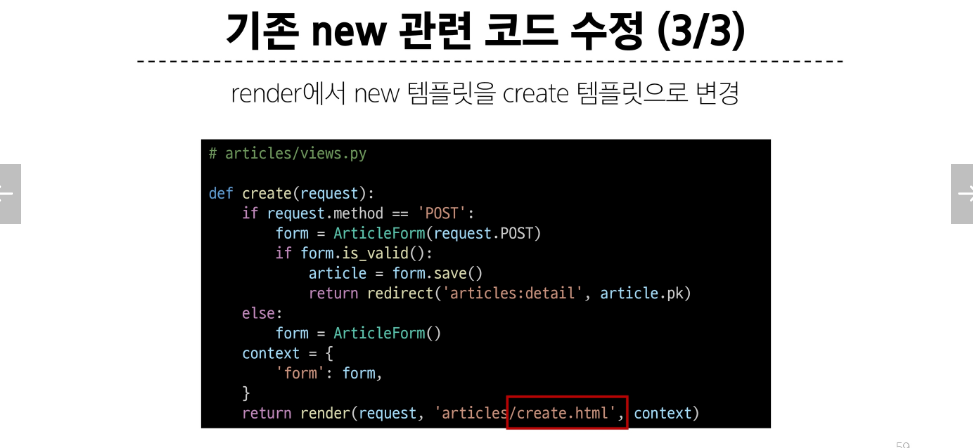 기존 new 관련 코드 수정 (3/3)
render에서 new 템플릿을 create 템플릿으로 변경
# articles/views.py
def create(request):
    if request.method == 'POST':
        form = ArticleForm(request.POST)
        if form.is_valid():
            article = form.save()
            return redirect('articles:detail', article.pk)
    else:
        form = ArticleForm()
    context = {
        'form': form,
    }
    return render(request, 'articles/create.html', context)
59